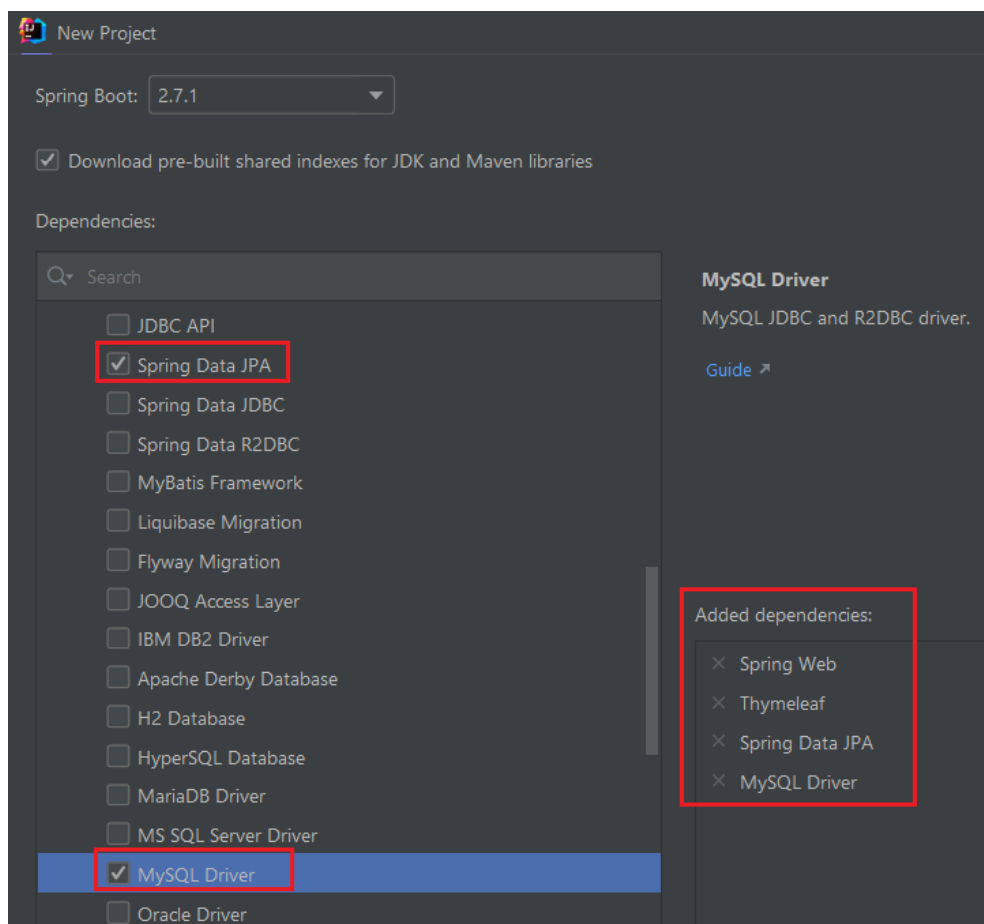 New Project
Spring Boot: 2.7.1
Download pre-built shared indexes for JDK and Maven libraries
Dependencies:
Search
JDBC API
Spring Data JPA
Spring Data JDBC
Spring Data R2DBC
MyBatis Framework
Liquibase Migration
Flyway Migration
JOOQ Access Layer
IBM DB2 Driver
Apache Derby Database
H2 Database
HyperSQL Database
MariaDB Driver
MS SQL Server Driver
MySQL Driver
Oracle Driver
MySQL Driver
MySQL JDBC and R2DBC driver.
Guide
Added dependencies:
Spring Web
Thymeleaf
Spring Data JPA
MySQL Driver